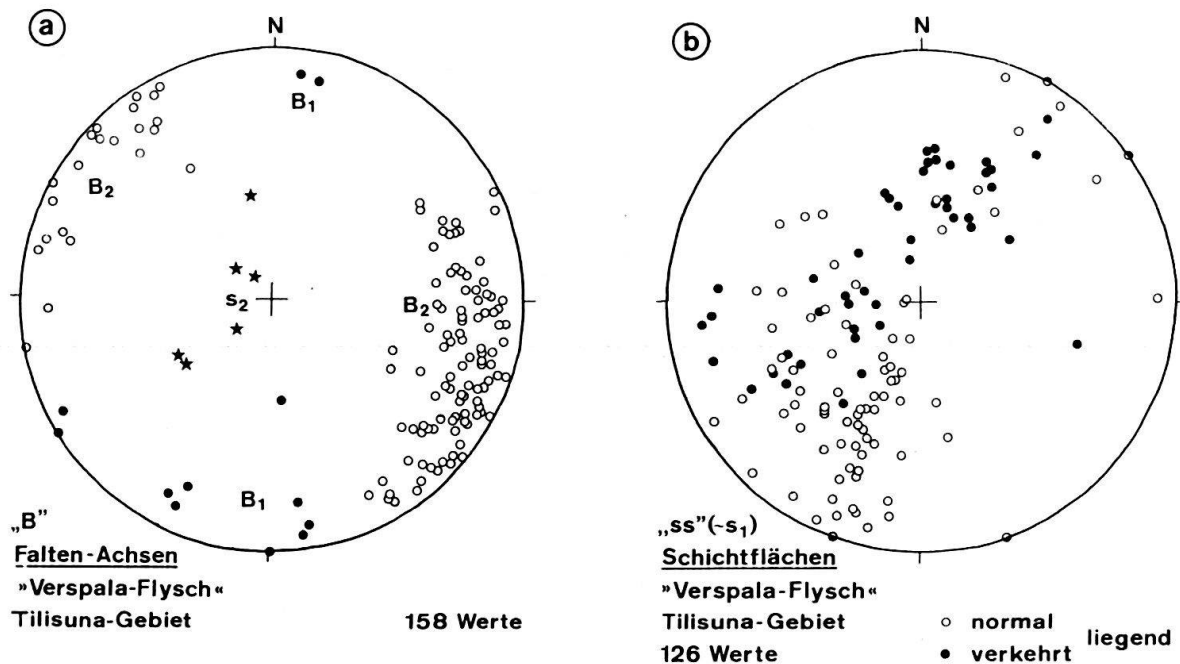 a
N
B1
B2
s2
B2
B1
„B”
Falten-Achsen
»Verspala-Flysch«
Tilisuna-Gebiet
158 Werte
b
N
„ss”(~s1)
Schichtflächen
»Verspala-Flysch«
Tilisuna-Gebiet
126 Werte
normal
verkehrt
liegend